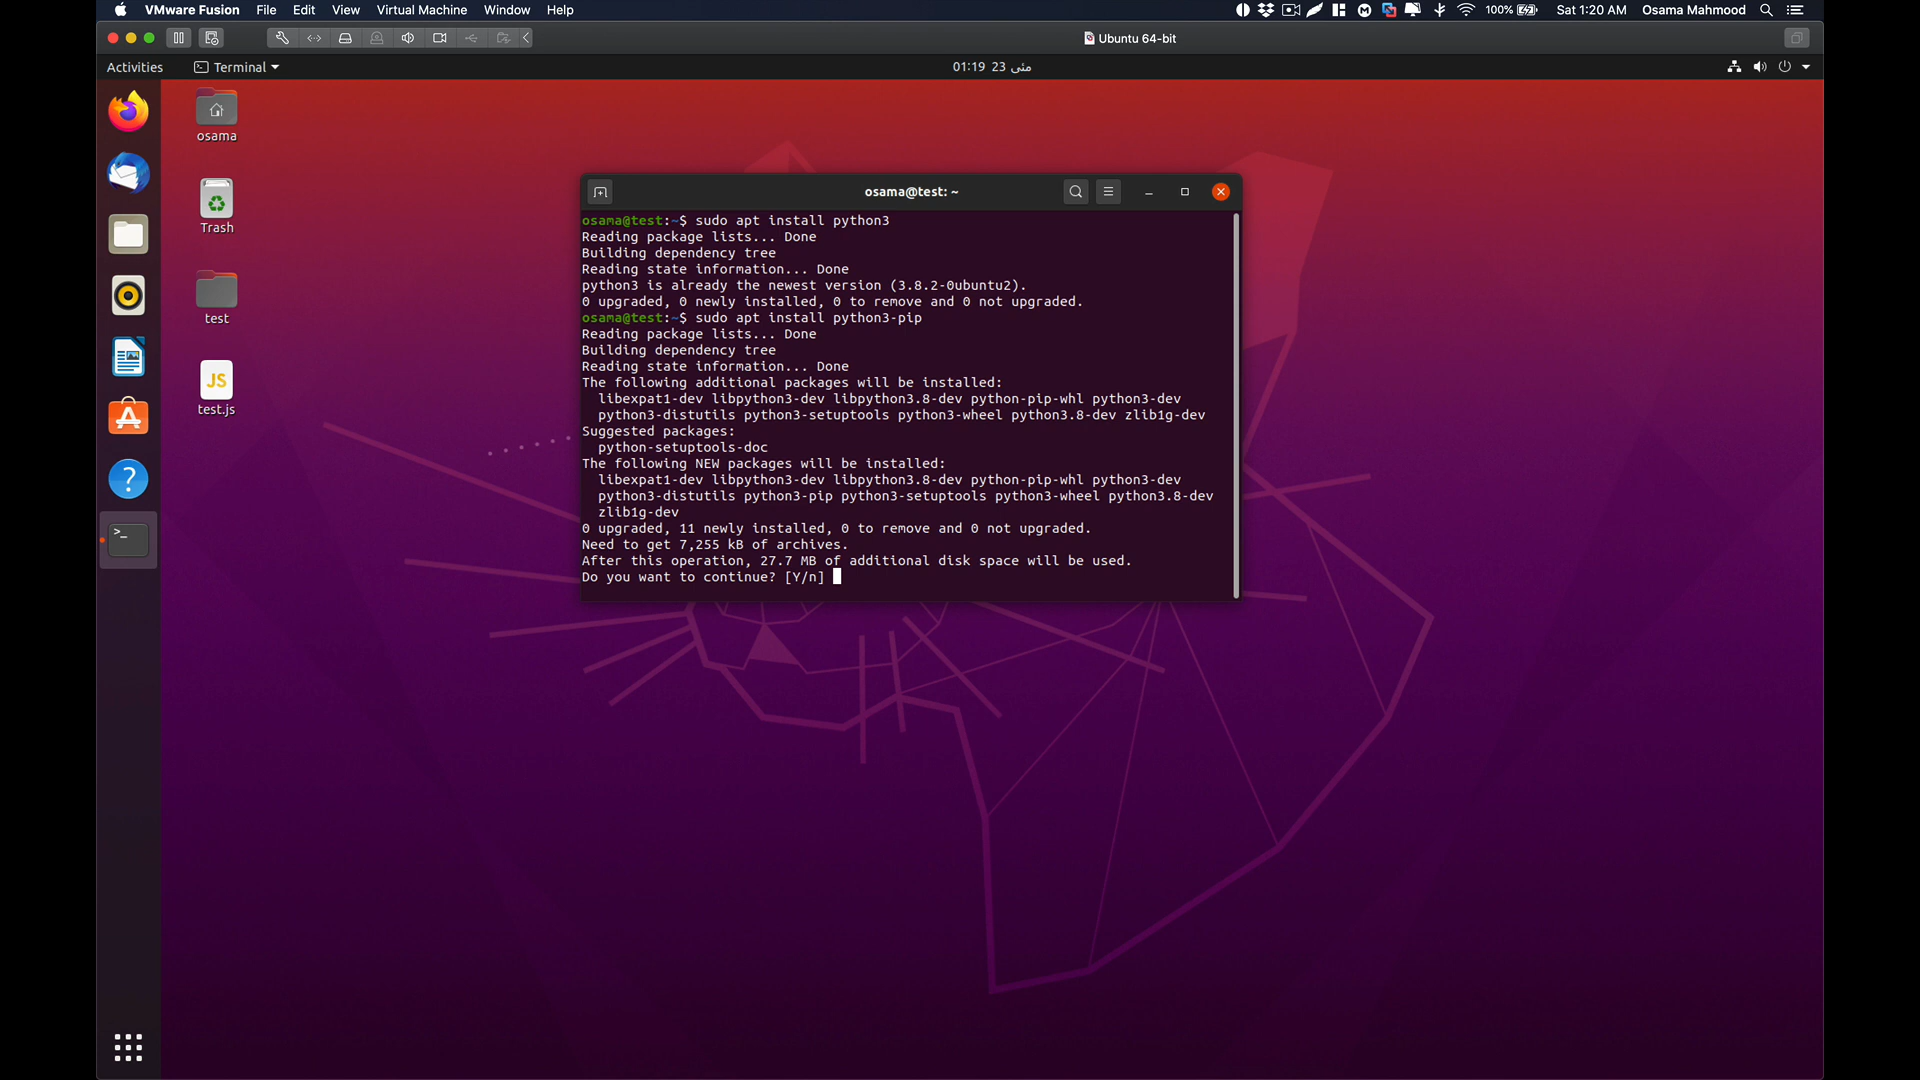 VMware Fusion File Edit View Virtual Machine Window Help 100% Sat 1:20 AM Osama Mahmood
Ubuntu 64-bit
Activities Terminal 01:19 23 مئی
osama
Trash
test
JS
test.js
osama@test: ~
osama@test:~$ sudo apt install python3
Reading package lists... Done
Building dependency tree
Reading state information... Done
python3 is already the newest version (3.8.2-0ubuntu2).
0 upgraded, 0 newly installed, 0 to remove and 0 not upgraded.
osama@test:~$ sudo apt install python3-pip
Reading package lists... Done
Building dependency tree
Reading state information... Done
The following additional packages will be installed:
libexpat1-dev libpython3-dev libpython3.8-dev python-pip-whl python3-dev
python3-distutils python3-setuptools python3-wheel python3.8-dev zlib1g-dev
Suggested packages:
python-setuptools-doc
The following NEW packages will be installed:
libexpat1-dev libpython3-dev libpython3.8-dev python-pip-whl python3-dev
python3-distutils python3-pip python3-setuptools python3-wheel python3.8-dev
zlib1g-dev
0 upgraded, 11 newly installed, 0 to remove and 0 not upgraded.
Need to get 7,255 kB of archives.
After this operation, 27.7 MB of additional disk space will be used.
Do you want to continue? [Y/n]